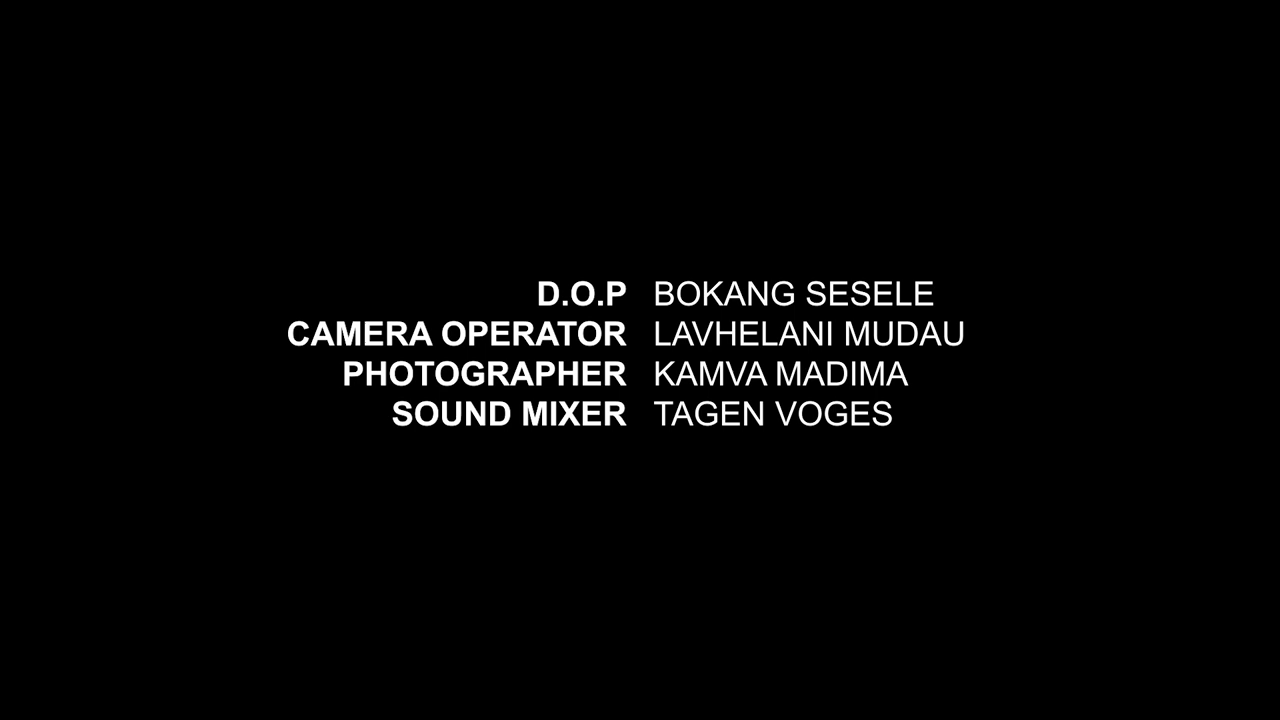 D.O.P BOKANG SESELE
CAMERA OPERATOR LAVHELANI MUDAU
PHOTOGRAPHER KAMVA MADIMA
SOUND MIXER TAGEN VOGES